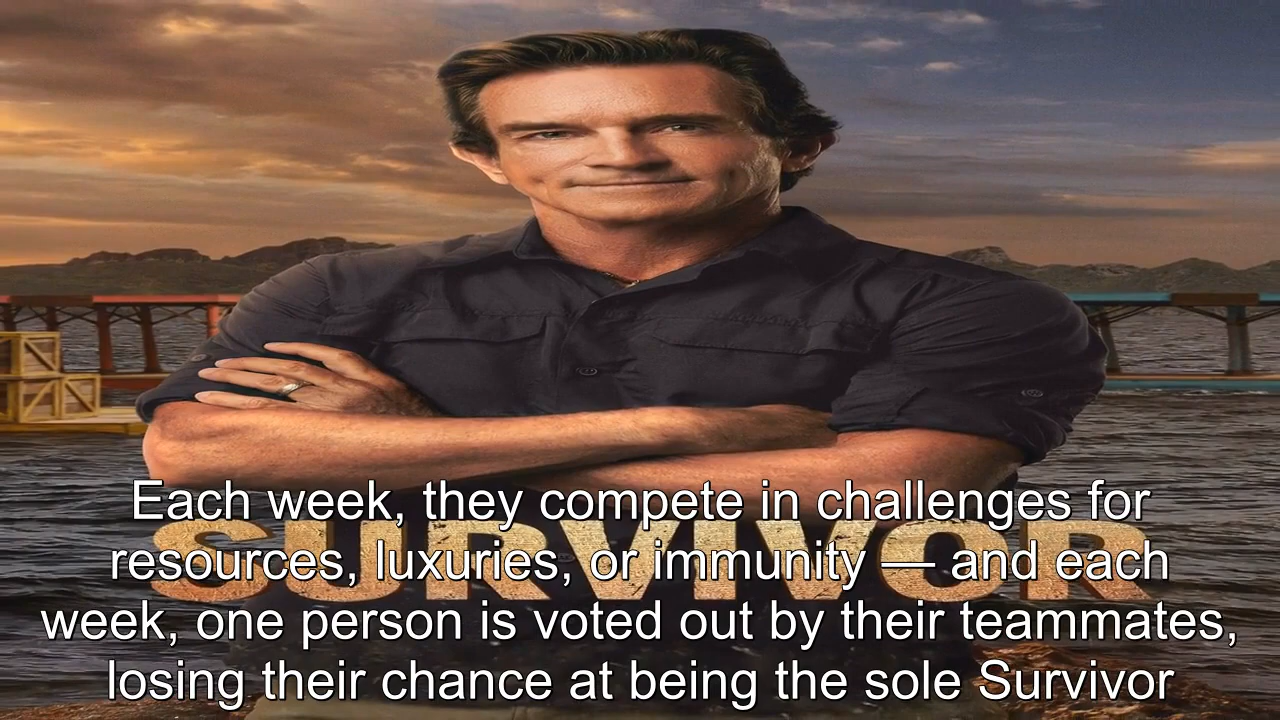 Each week, they compete in challenges for
SURVIVOR
resources, luxuries, or immunity — and each
week, one person is voted out by their teammates,
losing their chance at being the sole Survivor